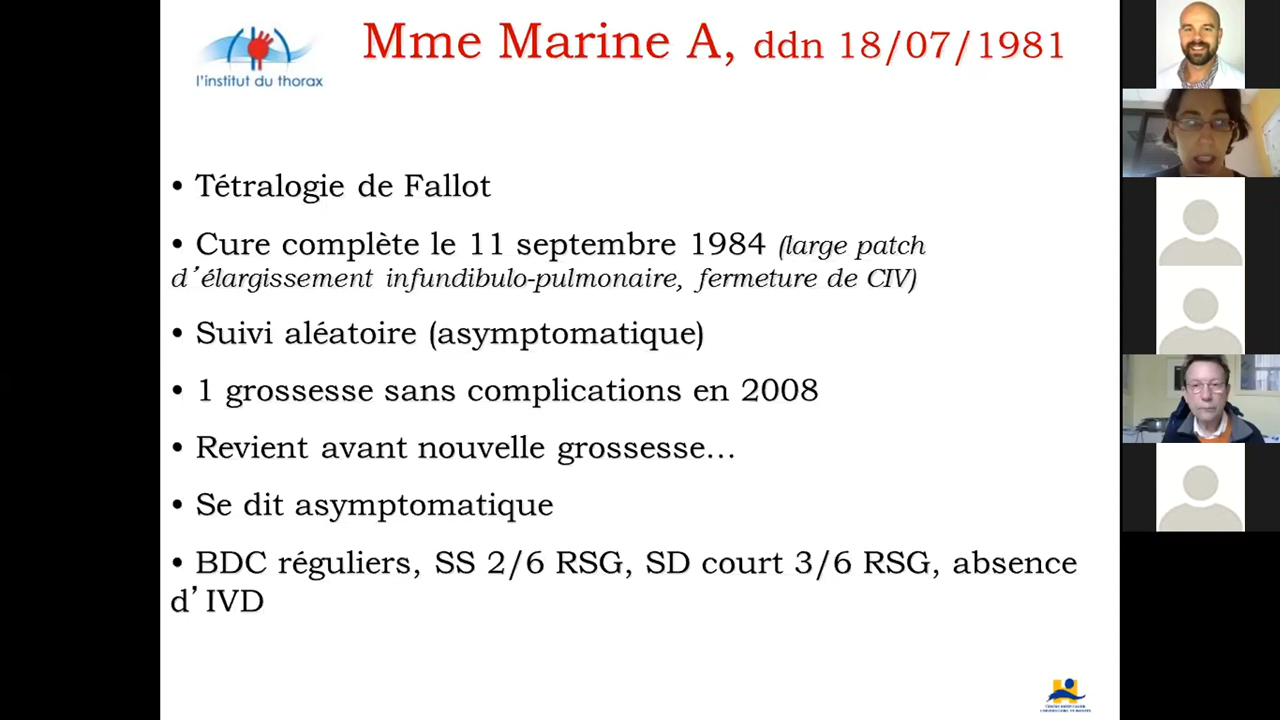 l'institut du thorax
Mme Marine A, ddn 18/07/1981
• Tétralogie de Fallot
• Cure complète le 11 septembre 1984 (large patch
d'élargissement infundibulo-pulmonaire, fermeture de CIV)
• Suivi aléatoire (asymptomatique)
• 1 grossesse sans complications en 2008
• Revient avant nouvelle grossesse...
• Se dit asymptomatique
• BDC réguliers, SS 2/6 RSG, SD court 3/6 RSG, absence
d'IVD